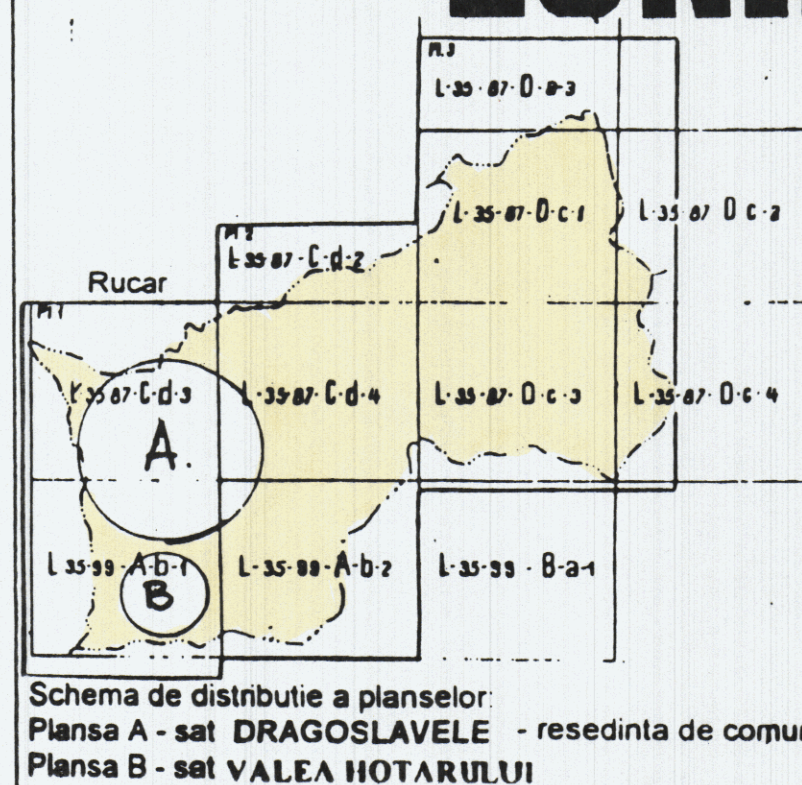 Pl. 3
L-35-87-D-a-3
L-35-87-D-c-1
L-35-87 D c-2
Pl 2
L-35-87-C-d-2
Rucar
Pl 1
L-35-87-C-d-3
L-35-87-C-d-4
L-35-87-D-c-3
L-35-87-D-c-4
A.
L 35-99-A-b-1
L-35-99-A-b-2
L-35-99-B-a-1
B
Schema de distributie a planselor:
Plansa A - sat DRAGOSLAVELE - resedinta de comu
Plansa B - sat VALEA HOTARULUI